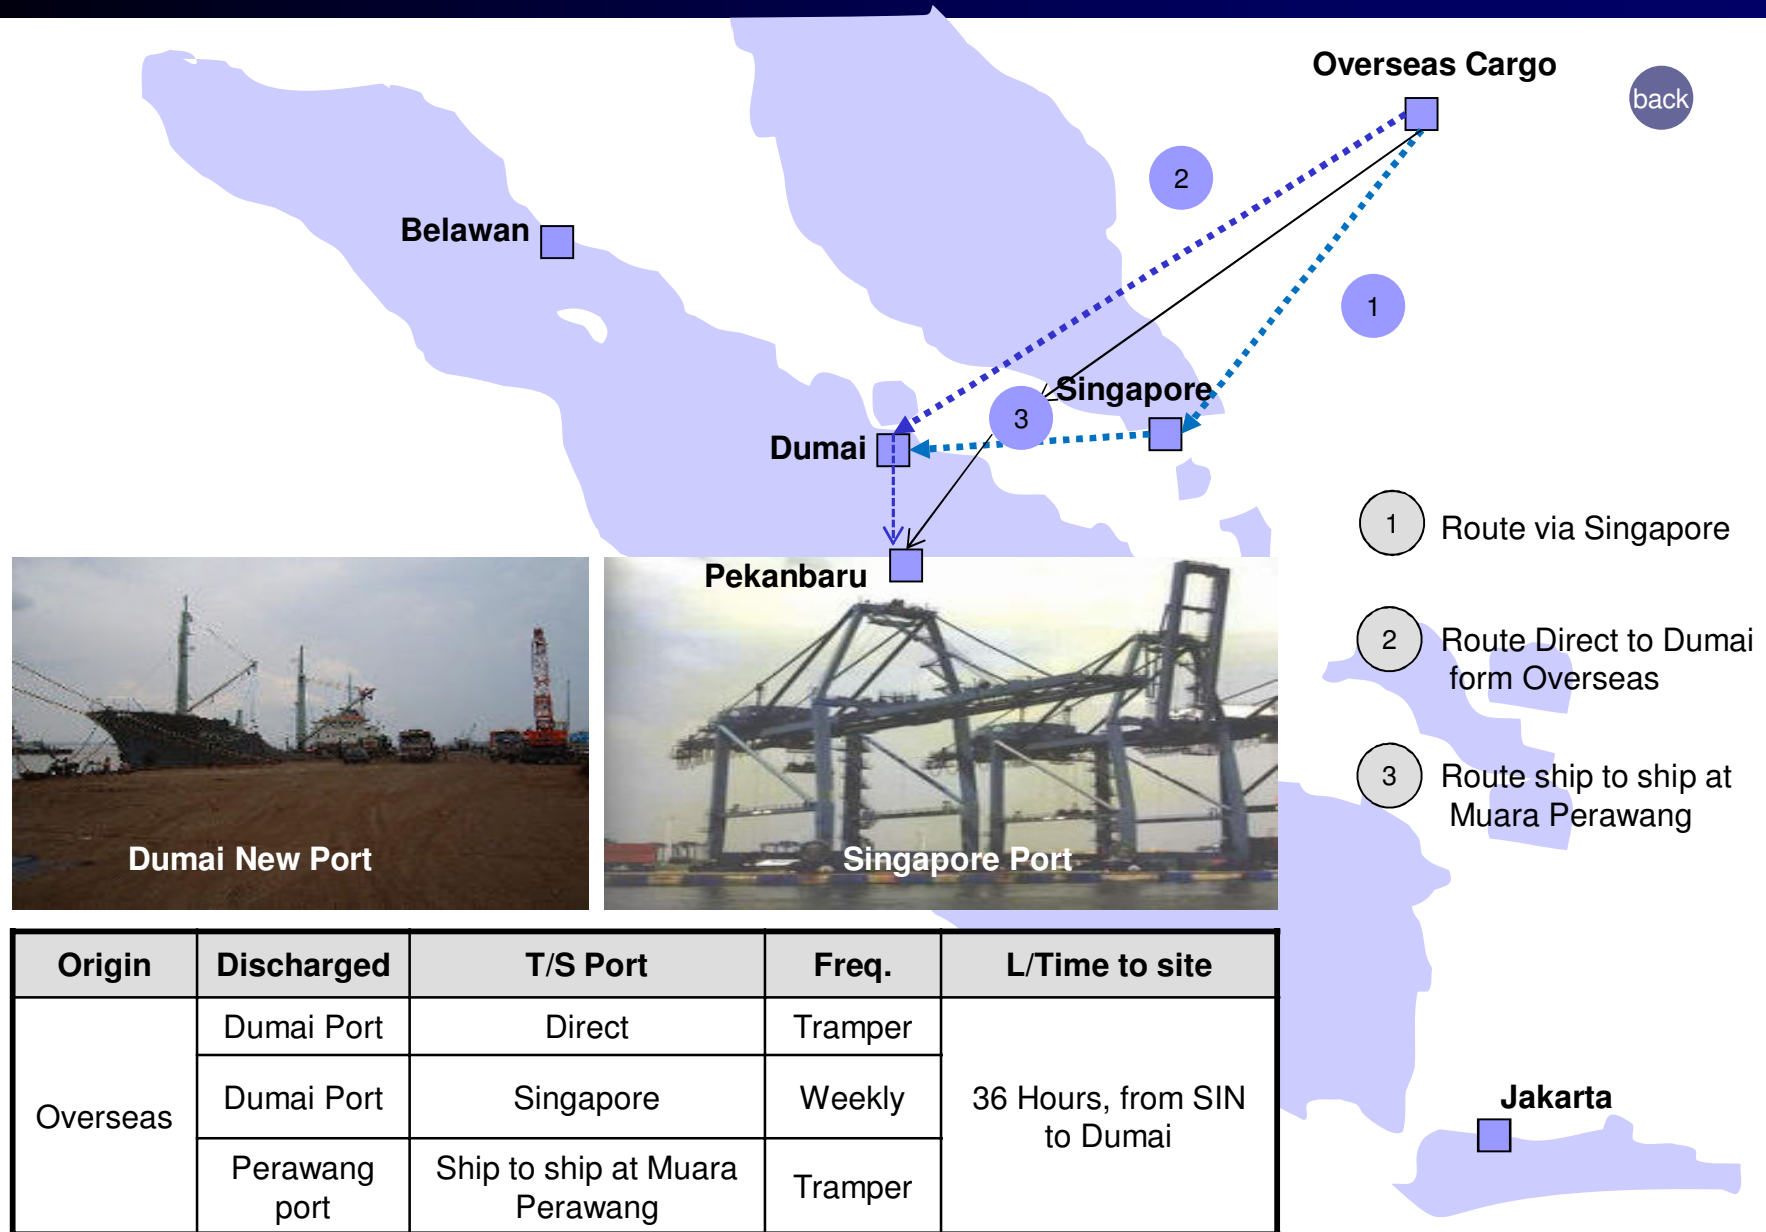 Overseas Cargo
back
2
Belawan
1
Singapore
3
Dumai
Pekanbaru
1 Route via Singapore
2 Route Direct to Dumai
form Overseas
3 Route ship to ship at
Muara Perawang
Dumai New Port
Singapore Port
Origin Discharged T/S Port Freq. L/Time to site
Overseas
Dumai Port Direct Tramper
Dumai Port Singapore Weekly
36 Hours, from SIN
to Dumai
Perawang
port
Ship to ship at Muara
Perawang
Tramper
Jakarta